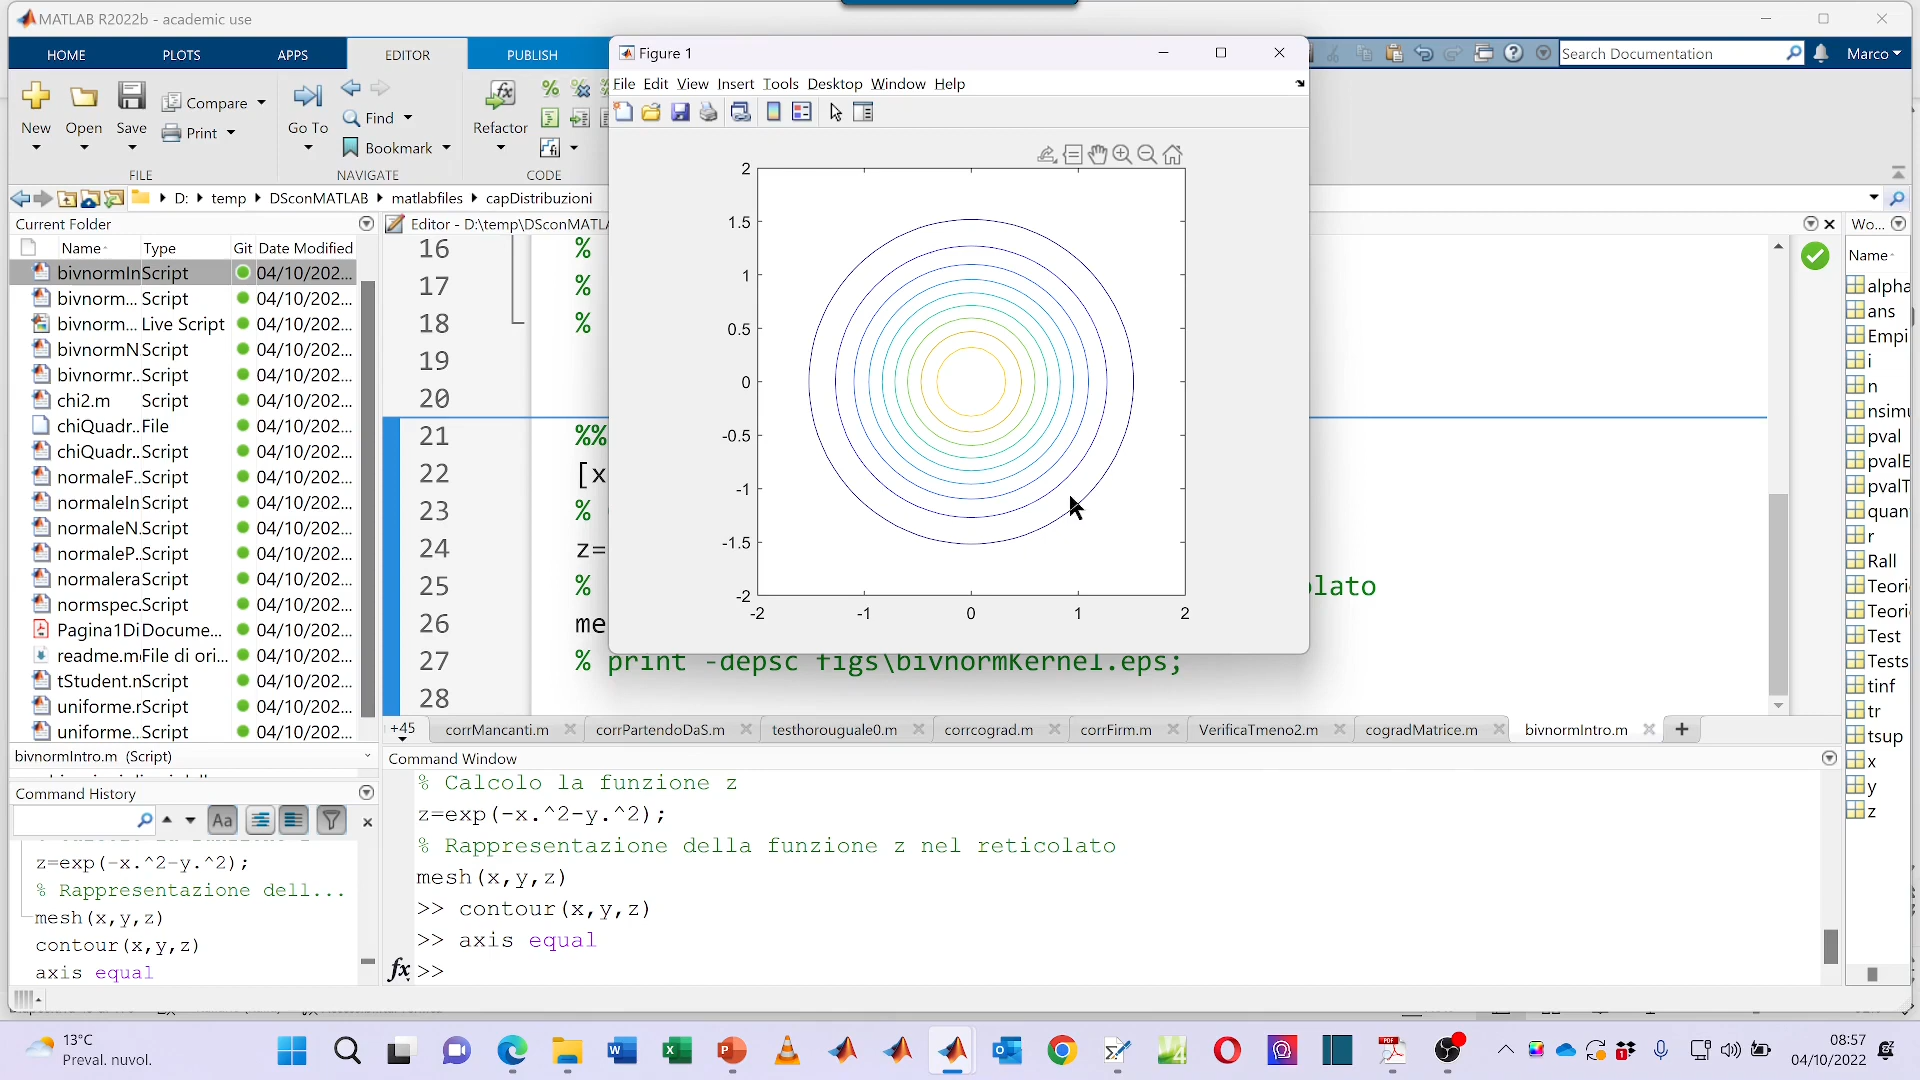 MATLAB R2022b - academic use
HOME PLOTS APPS EDITOR PUBLISH
Search Documentation
Marco
New Open Save Compare Print
FILE
Go To Find Bookmark
NAVIGATE
Refactor
CODE
D: temp DSconMATLAB matlabfiles capDistribuzioni
Current Folder
Name Type Git Date Modified
bivnormIn Script 04/10/202...
bivnorm... Script 04/10/202...
bivnorm... Live Script 04/10/202...
bivnormN Script 04/10/202...
bivnormr.. Script 04/10/202...
chi2.m Script 04/10/202...
chiQuadr.. File 04/10/202...
chiQuadr.. Script 04/10/202...
normaleF.. Script 04/10/202...
normaleIn Script 04/10/202...
normaleN Script 04/10/202...
normaleP.. Script 04/10/202...
normalera Script 04/10/202...
normspec. Script 04/10/202...
Pagina1Di Docume... 04/10/202...
readme.m File di ori... 04/10/202...
tStudent.n Script 04/10/202...
uniforme.r Script 04/10/202...
uniforme... Script 04/10/202...
bivnormIntro.m (Script)
Command History
Aa
z=exp(-x.^2-y.^2);
% Rappresentazione dell...
mesh(x,y,z)
contour(x,y,z)
axis equal
Editor - D:\temp\DSconMATL
16 %
17 %
18 %
19
20
21 %%
22 [x
23 %
24 z=
25 % lato
26 me
27 % print -depsc figs\bivnormKernel.eps;
28
Figure 1
File Edit View Insert Tools Desktop Window Help
2
1.5
1
0.5
0
-0.5
-1
-1.5
-2
-2 -1 0 1 2
+45 corrMancanti.m corrPartendoDaS.m testhorouguale0.m corrcograd.m corrFirm.m VerificaTmeno2.m cogradMatrice.m bivnormIntro.m
Command Window
% Calcolo la funzione z
z=exp(-x.^2-y.^2);
% Rappresentazione della funzione z nel reticolato
mesh(x,y,z)
>> contour(x,y,z)
>> axis equal
fx >>
Wo...
Name
alpha
ans
Empi
i
n
nsimu
pval
pvalE
pvalT
quan
r
Rall
Teori
Teori
Test
Tests
tinf
tr
tsup
x
y
z
13°C
Preval. nuvol.
08:57
04/10/2022